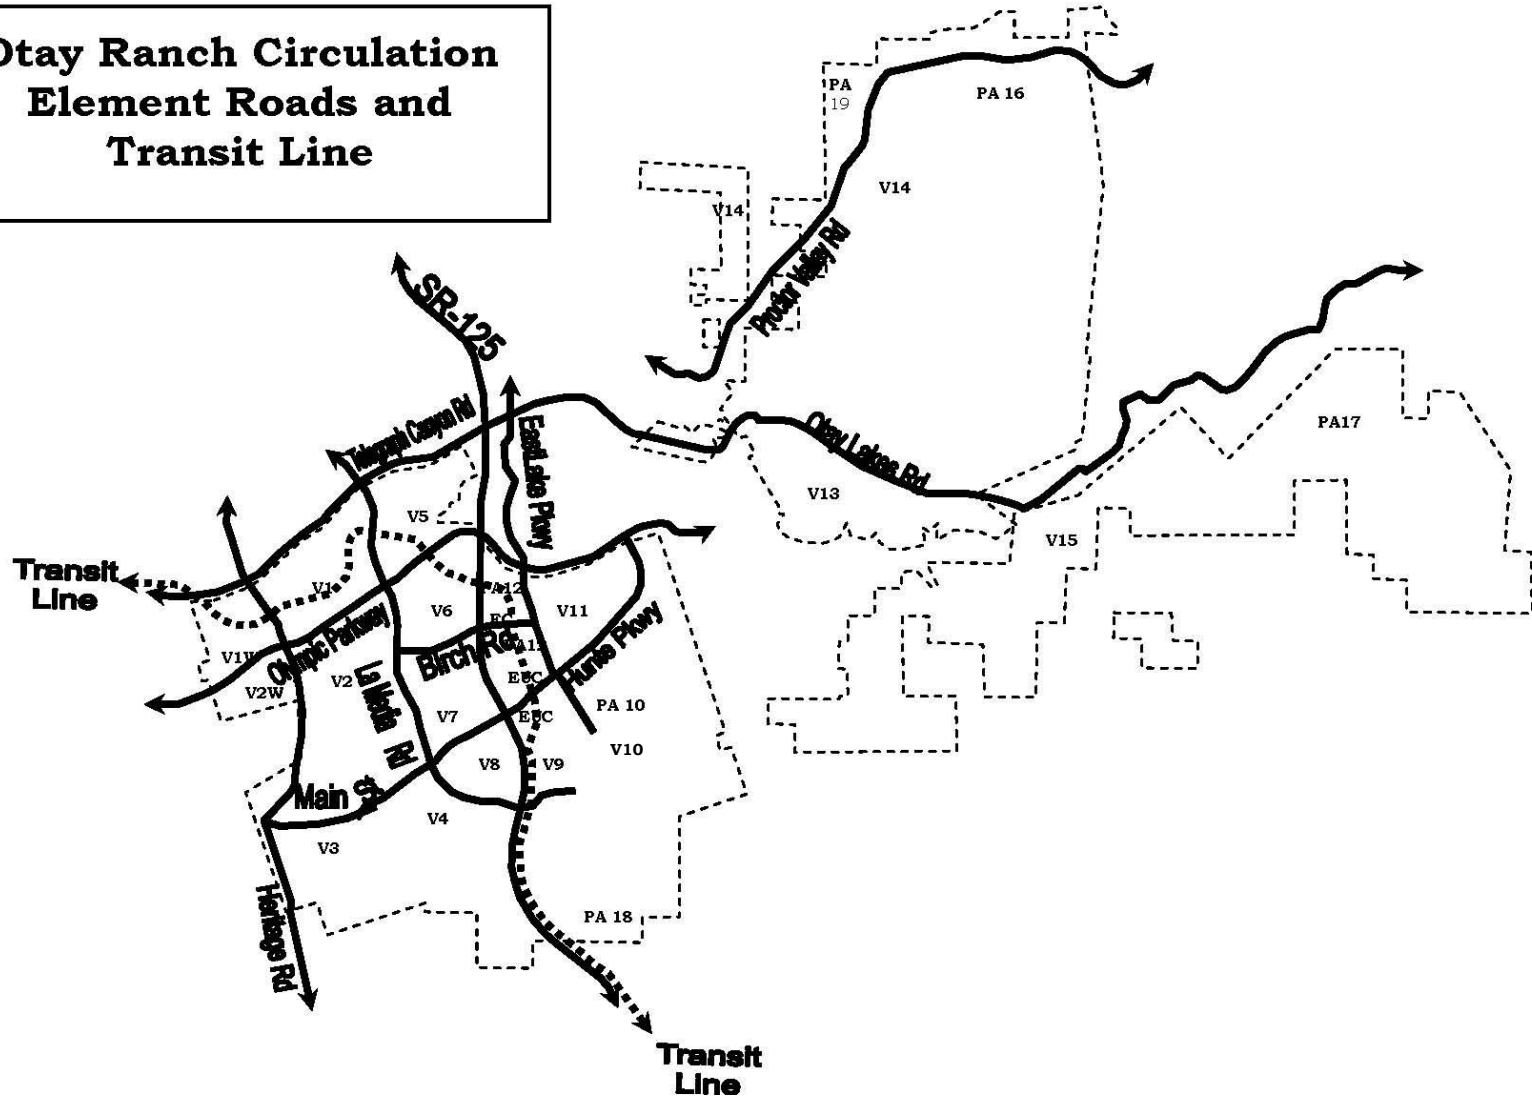 Otay Ranch Circulation
Element Roads and
Transit Line
PA
19
PA 16
V14
V14
Proctor Valley Rd
SR-125
Telegraph Canyon Rd
EastLake Pkwy
Otay Lakes Rd
PA17
V13
V5
V15
Transit
Line
V1
A12
V6
EC
V11
Olympic Parkway
Birch Rd
Hunte Pkwy
V2
V2W
La Media Rd
EUC
PA 10
V7
EUC
V10
V8
V9
Main St
V4
V3
Heritage Rd
PA 18
Transit
Line